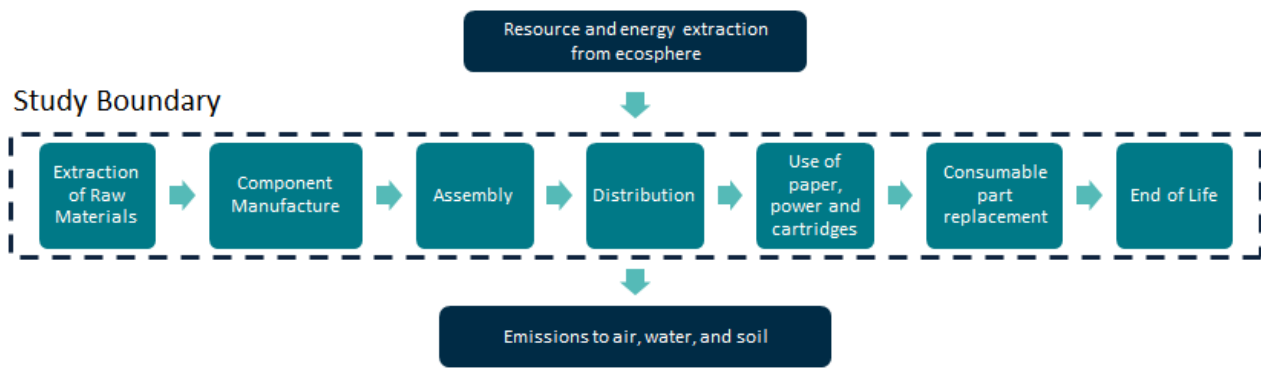 Resource and energy extraction
from ecosphere
Study Boundary
Extraction
of Raw
Materials
Component
Manufacture
Assembly
Distribution
Use of
paper,
power and
cartridges
Consumable
part
replacement
End of Life
Emissions to air, water, and soil